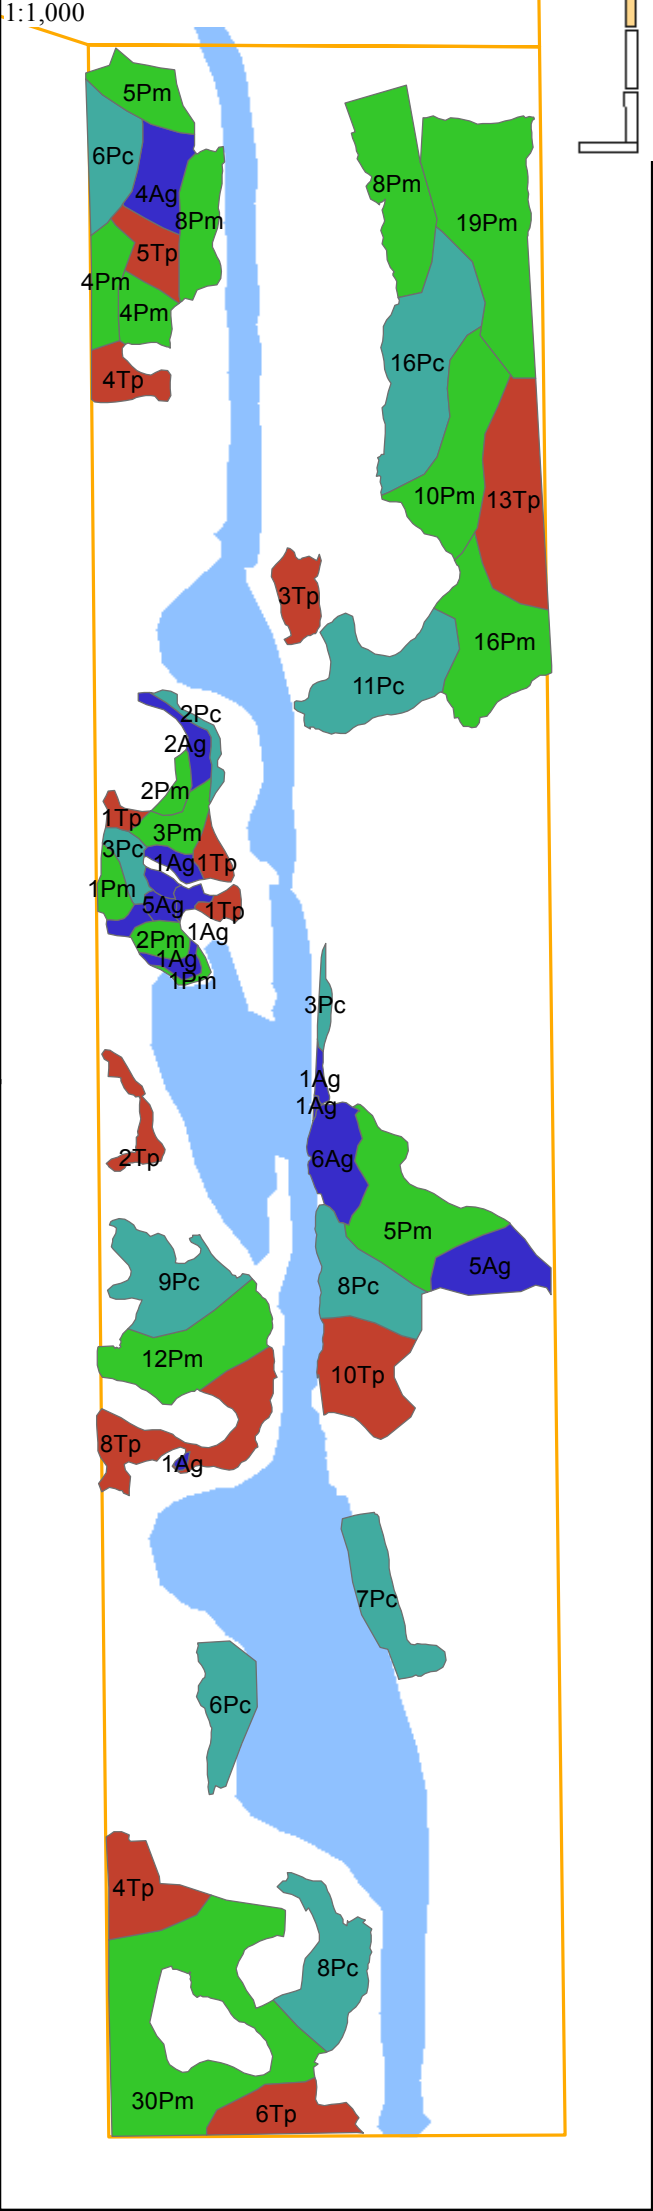 1:1,000
5Pm
6Pc
8Pm
4Ag
8Pm
19Pm
5Tp
4Pm
4Pm
16Pc
4Tp
10Pm
13Tp
3Tp
16Pm
11Pc
2Pc
2Ag
2Pm
1Tp
3Pm
3Pc
1Ag
1Tp
1Pm
5Ag
1Tp
1Ag
2Pm
1Ag
1Pm
3Pc
1Ag
1Ag
2Tp
6Ag
5Pm
5Ag
9Pc
8Pc
12Pm
10Tp
8Tp
1Ag
7Pc
6Pc
4Tp
8Pc
30Pm
6Tp